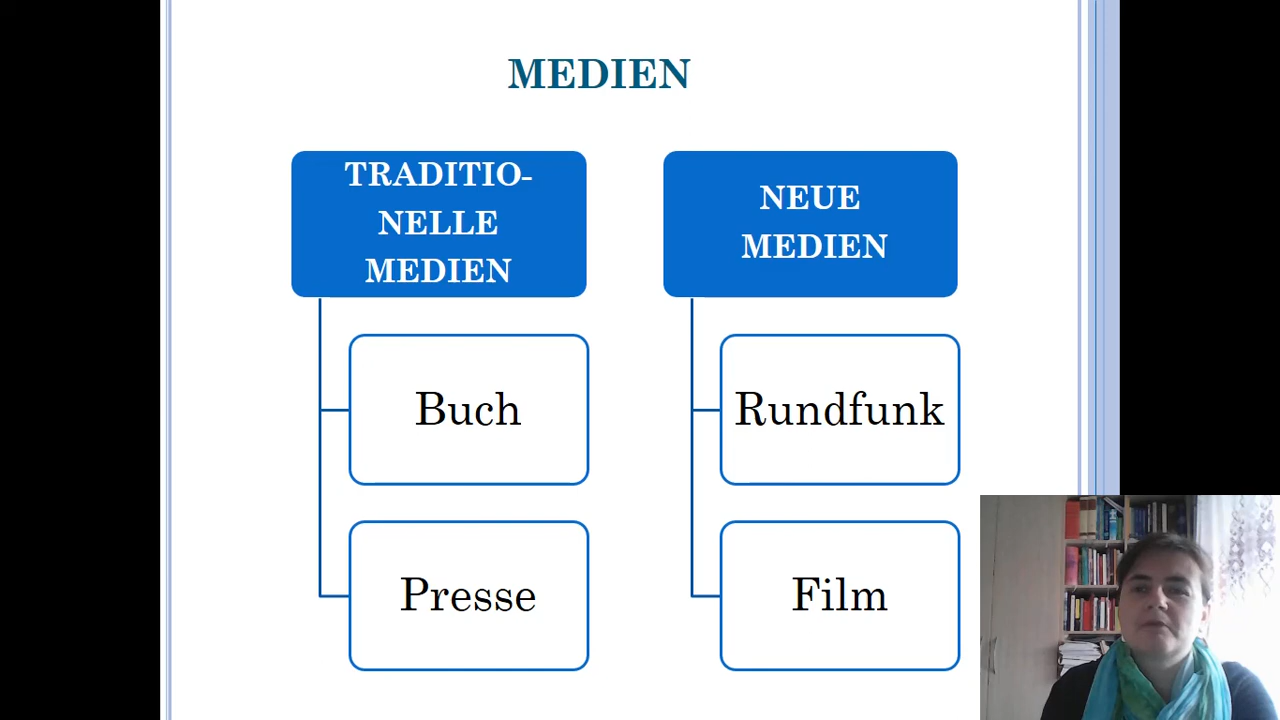 MEDIEN
TRADITIO-
NELLE
MEDIEN
Buch
Presse
NEUE
MEDIEN
Rundfunk
Film